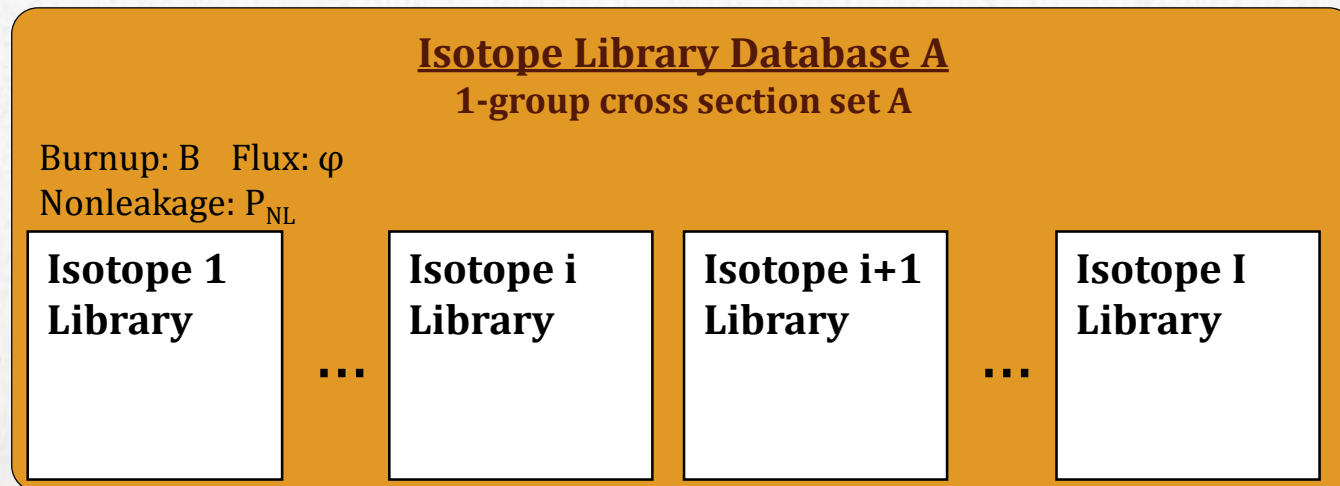 Isotope Library Database A
1-group cross section set A
Burnup: B Flux: φ
Nonleakage: P_NL
Isotope 1
Library
...
Isotope i
Library
Isotope i+1
Library
...
Isotope I
Library